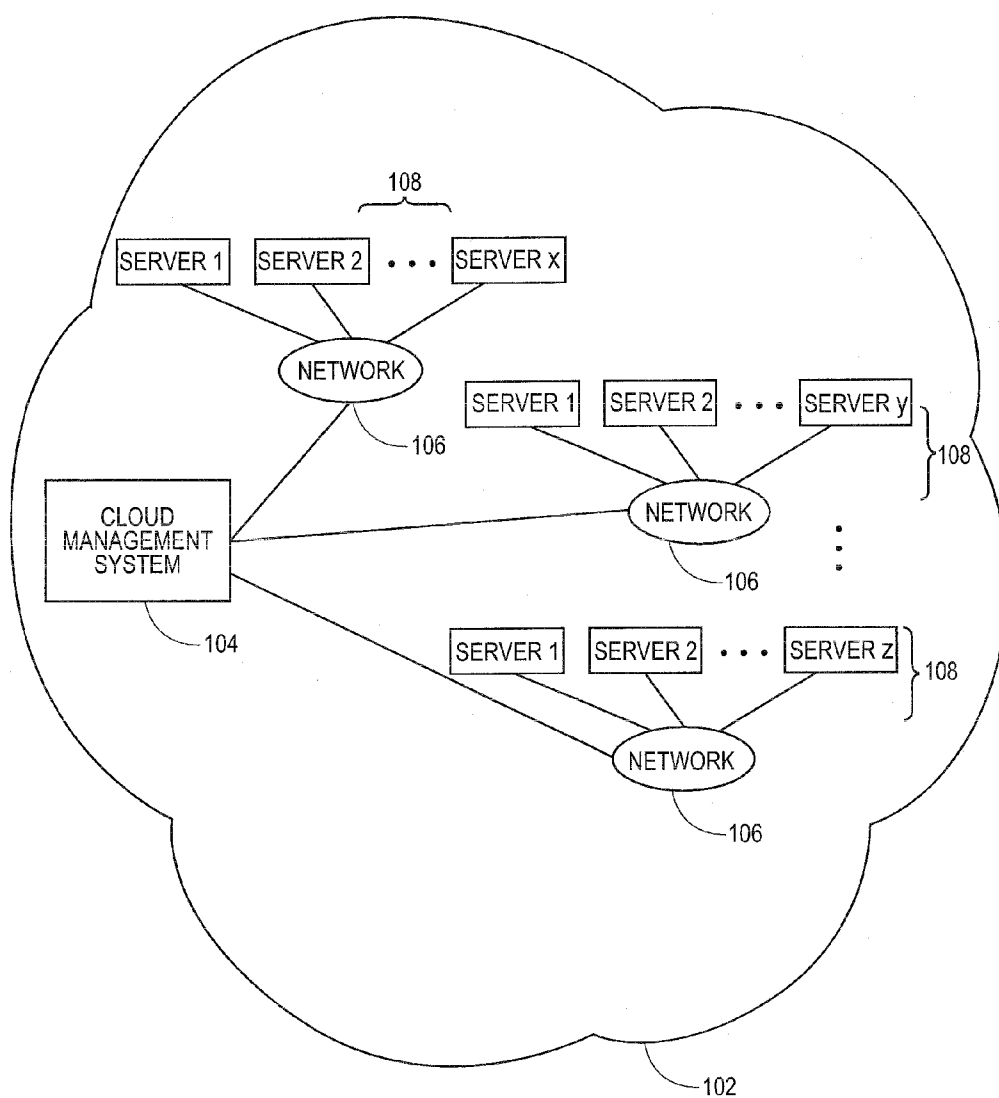 108
SERVER 1
SERVER 2
• • •
SERVER x
NETWORK
106
SERVER 1
SERVER 2
• • •
SERVER y
108
NETWORK
106
CLOUD
MANAGEMENT
SYSTEM
104
SERVER 1
SERVER 2
• • •
SERVER z
108
NETWORK
106
102